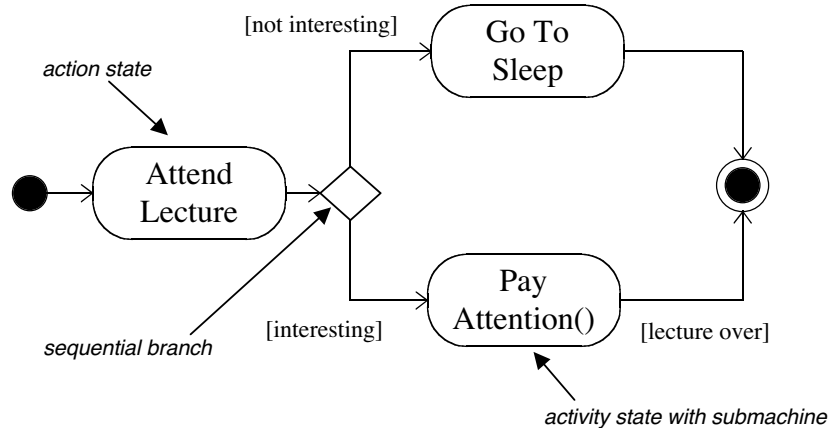 [not interesting]
Go To
Sleep
action state
Attend
Lecture
Pay
Attention()
[interesting]
[lecture over]
sequential branch
activity state with submachine